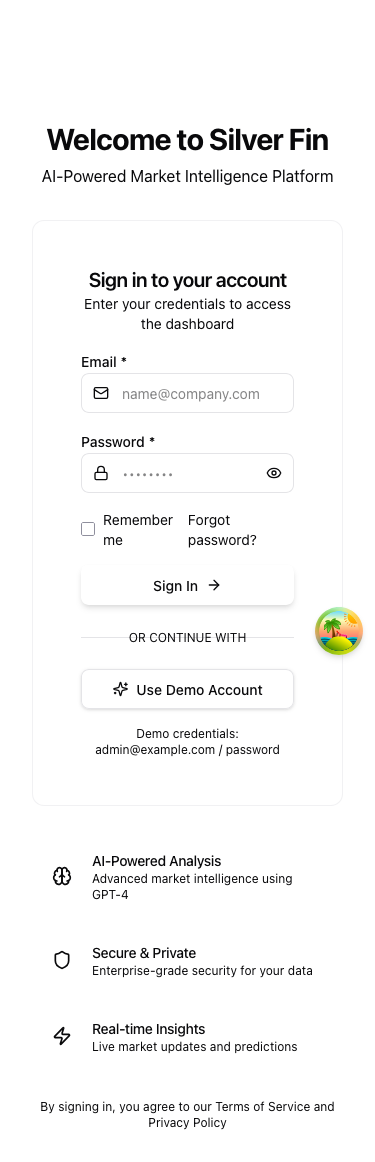 Welcome to Silver Fin
AI-Powered Market Intelligence Platform
Sign in to your account
Enter your credentials to access
the dashboard
Email *
name@company.com
Password *
••••••••
Remember
me
Forgot
password?
Sign In
OR CONTINUE WITH
Use Demo Account
Demo credentials:
admin@example.com / password
AI-Powered Analysis
Advanced market intelligence using
GPT-4
Secure & Private
Enterprise-grade security for your data
Real-time Insights
Live market updates and predictions
By signing in, you agree to our Terms of Service and
Privacy Policy